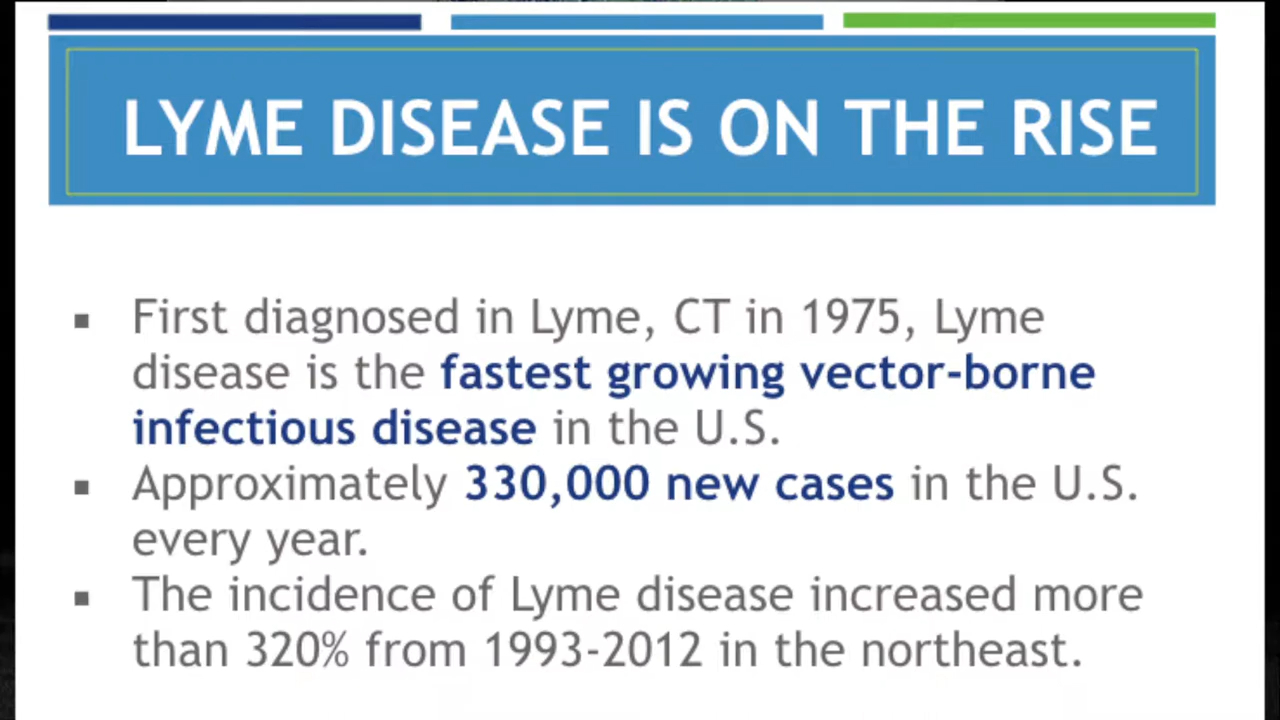 LYME DISEASE IS ON THE RISE
▪ First diagnosed in Lyme, CT in 1975, Lyme
disease is the fastest growing vector-borne
infectious disease in the U.S.
▪ Approximately 330,000 new cases in the U.S.
every year.
▪ The incidence of Lyme disease increased more
than 320% from 1993-2012 in the northeast.